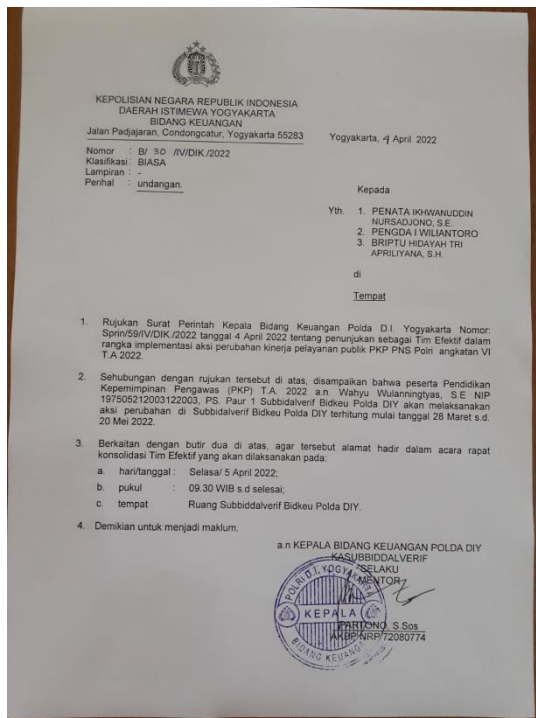 KEPOLISIAN NEGARA REPUBLIK INDONESIA
DAERAH ISTIMEWA YOGYAKARTA
BIDANG KEUANGAN
Jalan Padjajaran, Condongcatur, Yogyakarta 55283
Yogyakarta, 4 April 2022
Nomor : B/ 30 /IV/DIK./2022
Klasifikasi : BIASA
Lampiran : -
Perihal : undangan.
Kepada
Yth. 1. PENATA IKHWANUDDIN
NURSADJONO, S.E.
2. PENGDA I WILIANTORO
3. BRIPTU HIDAYAH TRI
APRILIYANA, S.H.
di
Tempat
1. Rujukan Surat Perintah Kepala Bidang Keuangan Polda D.I. Yogyakarta Nomor:
Sprin/59/IV/DIK./2022 tanggal 4 April 2022 tentang penunjukan sebagai Tim Efektif dalam
rangka implementasi aksi perubahan kinerja pelayanan publik PKP PNS Polri angkatan VI
T.A 2022.
2. Sehubungan dengan rujukan tersebut di atas, disampaikan bahwa peserta Pendidikan
Kepemimpinan Pengawas (PKP) T.A. 2022 a.n. Wahyu Wulanningtyas, S.E NIP
197505212003122003, PS. Paur 1 Subbidalverif Bidkeu Polda DIY akan melaksanakan
aksi perubahan di Subbidalverif Bidkeu Polda DIY terhitung mulai tanggal 28 Maret s.d.
20 Mei 2022.
3. Berkaitan dengan butir dua di atas, agar tersebut alamat hadir dalam acara rapat
konsolidasi Tim Efektif yang akan dilaksanakan pada:
a. hari/tanggal : Selasa/ 5 April 2022;
b. pukul : 09.30 WIB s.d selesai;
c. tempat Ruang Subbiddalverif Bidkeu Polda DIY.
4. Demikian untuk menjadi maklum.
a.n KEPALA BIDANG KEUANGAN POLDA DIY
KASUBBIDDALVERIF
SELAKU
MENTOR
POLRI D.I. YOGYAKARTA
KEPALA
BIDANG KEUANGAN
PARTONO, S.Sos
AKBP NRP 72080774